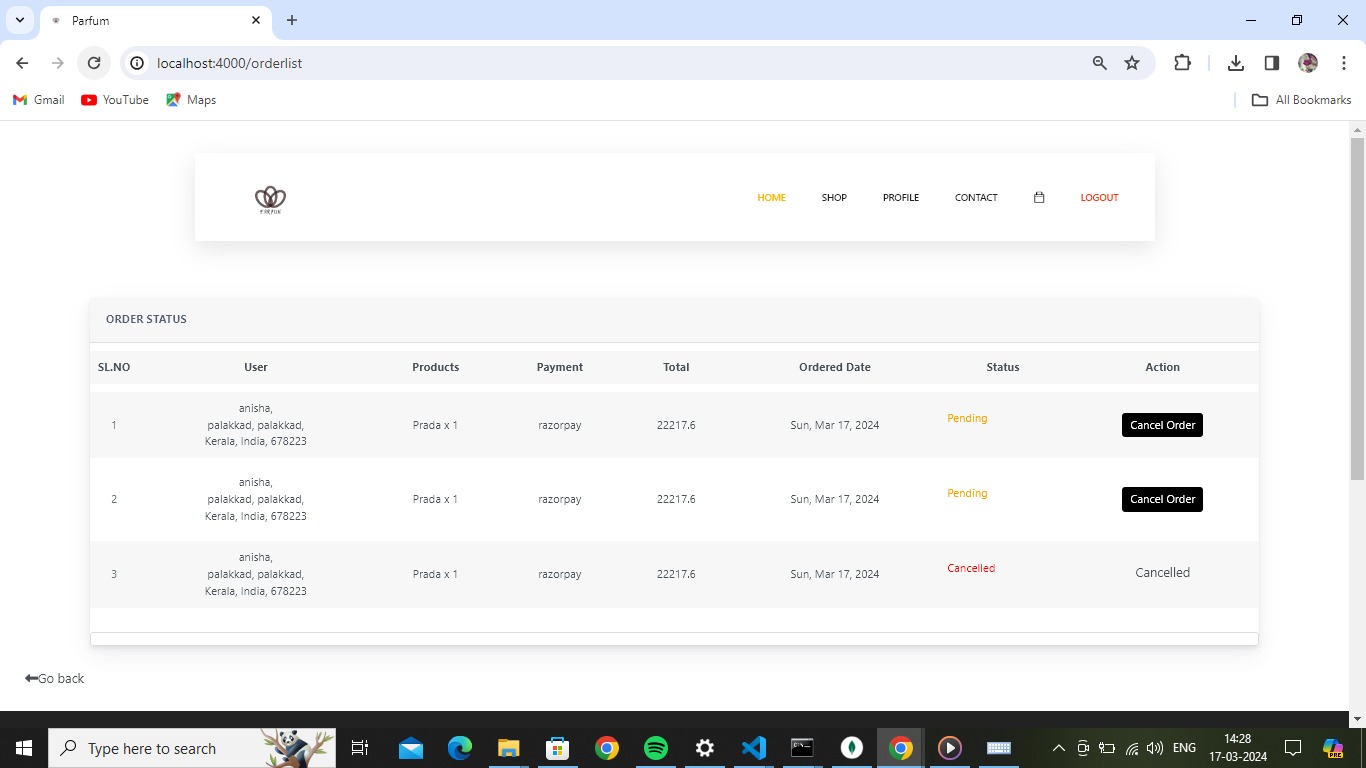 Parfum
localhost:4000/orderlist
Gmail YouTube Maps All Bookmarks
PARFUM
HOME SHOP PROFILE CONTACT LOGOUT
ORDER STATUS
SL.NO User Products Payment Total Ordered Date Status Action
anisha,
1 palakkad, palakkad, Prada x 1 razorpay 22217.6 Sun, Mar 17, 2024 Pending Cancel Order
Kerala, India, 678223
anisha,
2 palakkad, palakkad, Prada x 1 razorpay 22217.6 Sun, Mar 17, 2024 Pending Cancel Order
Kerala, India, 678223
anisha,
3 palakkad, palakkad, Prada x 1 razorpay 22217.6 Sun, Mar 17, 2024 Cancelled Cancelled
Kerala, India, 678223
Go back
Type here to search
ENG
14:28
17-03-2024
PRE